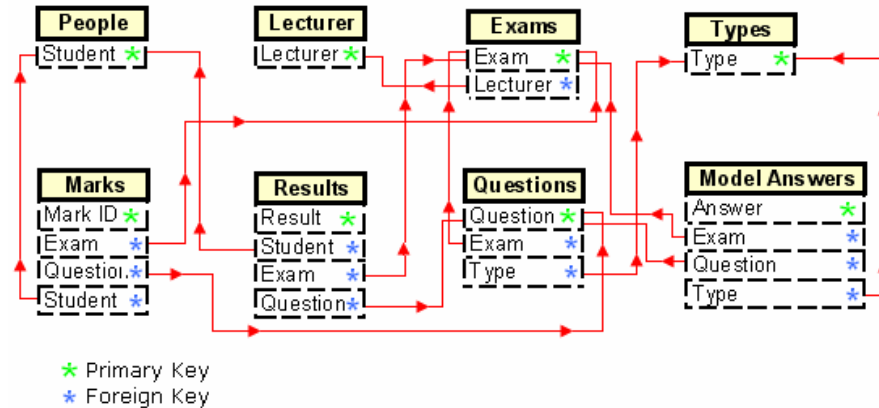 People
Student *
Lecturer
Lecturer *
Exams
Exam *
Lecturer *
Types
Type *
Marks
Mark ID *
Exam *
Question *
Student *
Results
Result *
Student *
Exam *
Question *
Questions
Question *
Exam *
Type *
Model Answers
Answer *
Exam *
Question *
Type *
* Primary Key
* Foreign Key